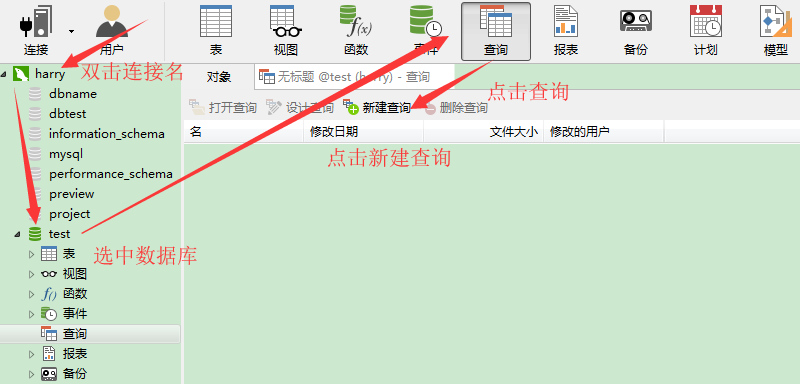 连接 用户 表 视图 函数 事件 查询 报表 备份 计划 模型
harry 双击连接名 对象 无标题 @test (harry) - 查询
dbname 点击查询
dbtest 打开查询 设计查询 新建查询 删除查询
information_schema 名 修改日期 文件大小 修改的用户
mysql 点击新建查询
performance_schema
preview
project
test
选中数据库
表
视图
函数
事件
查询
报表
备份